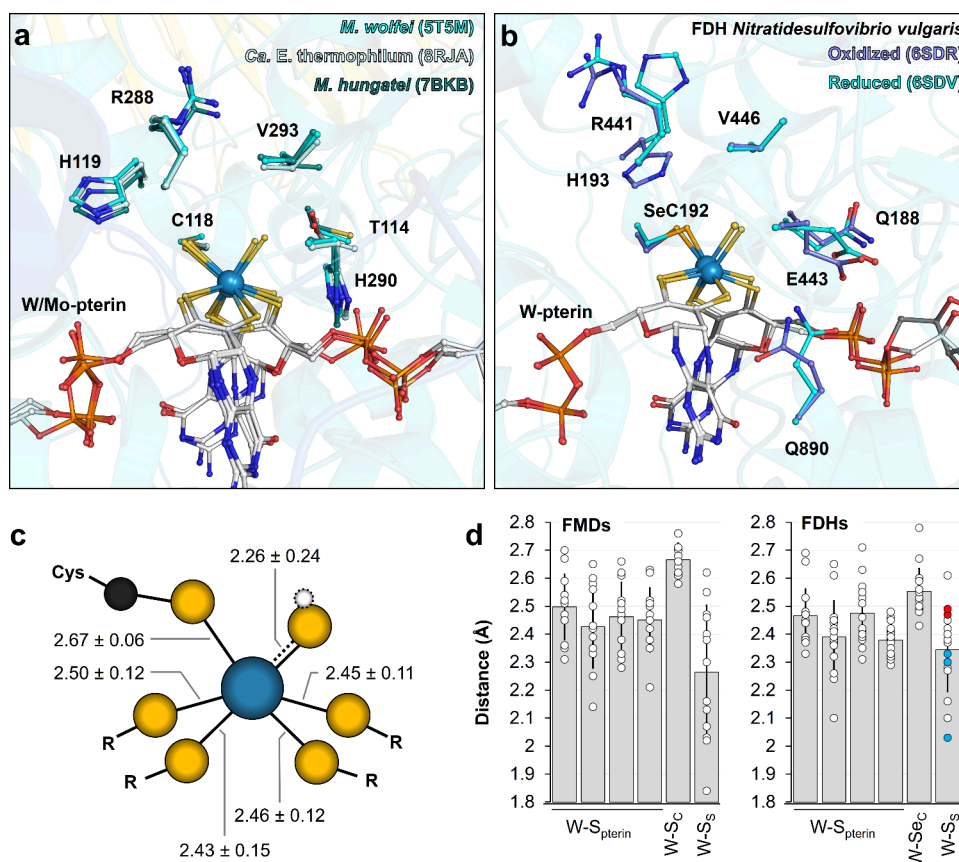 a
M. wolfei (5T5M)
Ca. E. thermophilum (8RJA)
M. hungatei (7BKB)
R288
V293
H119
C118
T114
H290
W/Mo-pterin
b
FDH Nitratidesulfovibrio vulgaris
Oxidized (6SDR)
Reduced (6SDV)
R441
V446
H193
SeC192
Q188
E443
W-pterin
Q890
c
2.26 ± 0.24
Cys
2.67 ± 0.06
2.50 ± 0.12
2.45 ± 0.11
R
R
R
R
2.46 ± 0.12
2.43 ± 0.15
d
Distance (Å)
2.8
2.7
2.6
2.5
2.4
2.3
2.2
2.1
2
1.9
1.8
FMDs
W-Spterin
W-SC
W-SS
2.8
2.7
2.6
2.5
2.4
2.3
2.2
2.1
2
1.9
1.8
FDHs
W-Spterin
W-SeC
W-SS